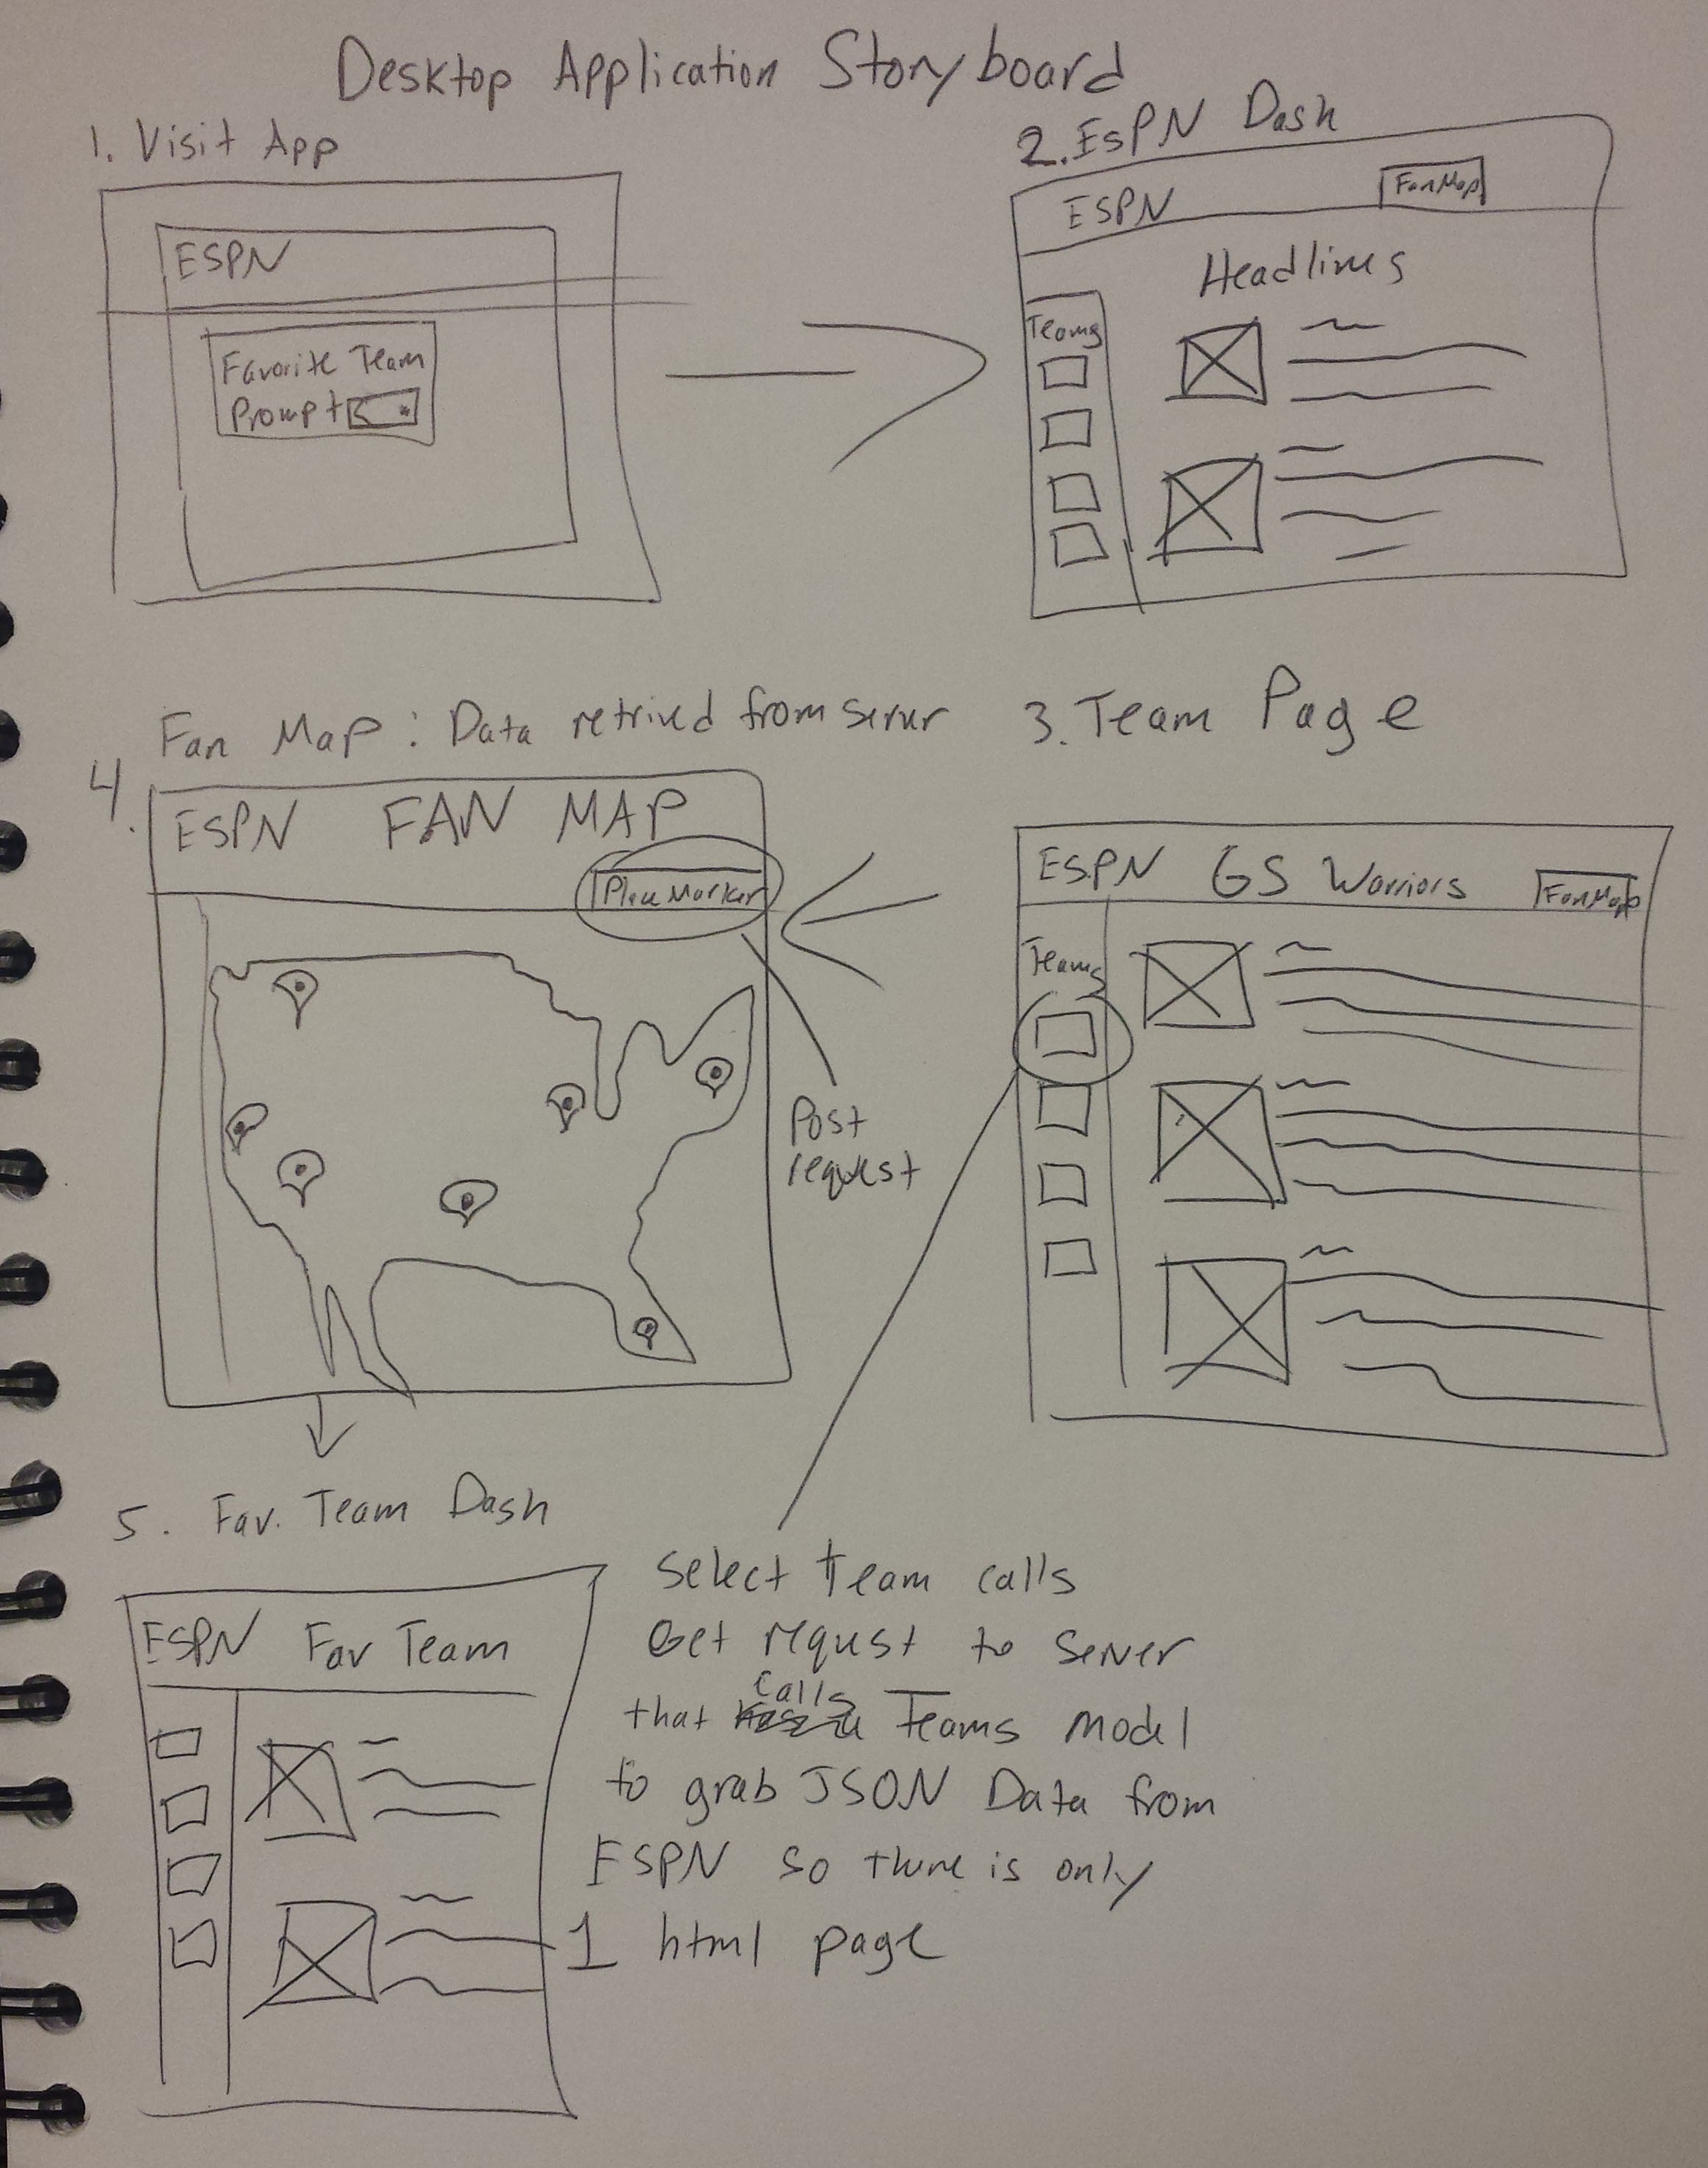 Desktop Application Storyboard
1. Visit App
ESPN
Favorite Team
Prompt
2. ESPN Dash
ESPN
FanMap
Headlines
Teams
3. Team Page
ESPN GS Warriors FanMap
Teams
4. Fan Map: Data retrived from server
ESPN FAN MAP
Place Marker
Post
request
5. Fav. Team Dash
ESPN Fav Team
Select team calls
Get requst to server
that calls Teams model
to grab JSON Data from
ESPN so there is only
1 html page